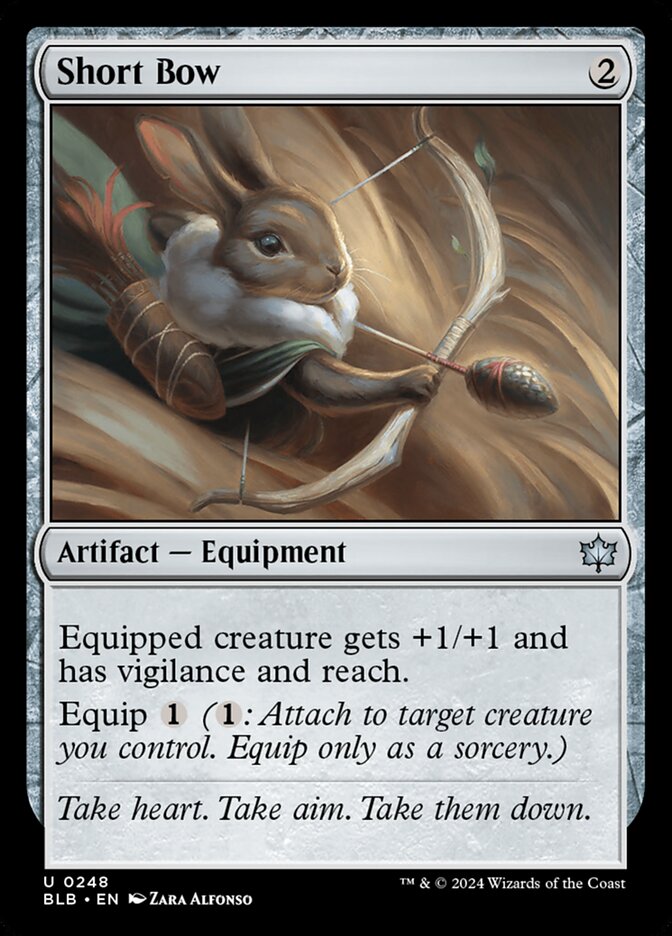 Short Bow 2
Artifact — Equipment
Equipped creature gets +1/+1 and
has vigilance and reach.
Equip 1 (1: Attach to target creature
you control. Equip only as a sorcery.)
Take heart. Take aim. Take them down.
U 0248
BLB • EN Zara Alfonso
™ & © 2024 Wizards of the Coast